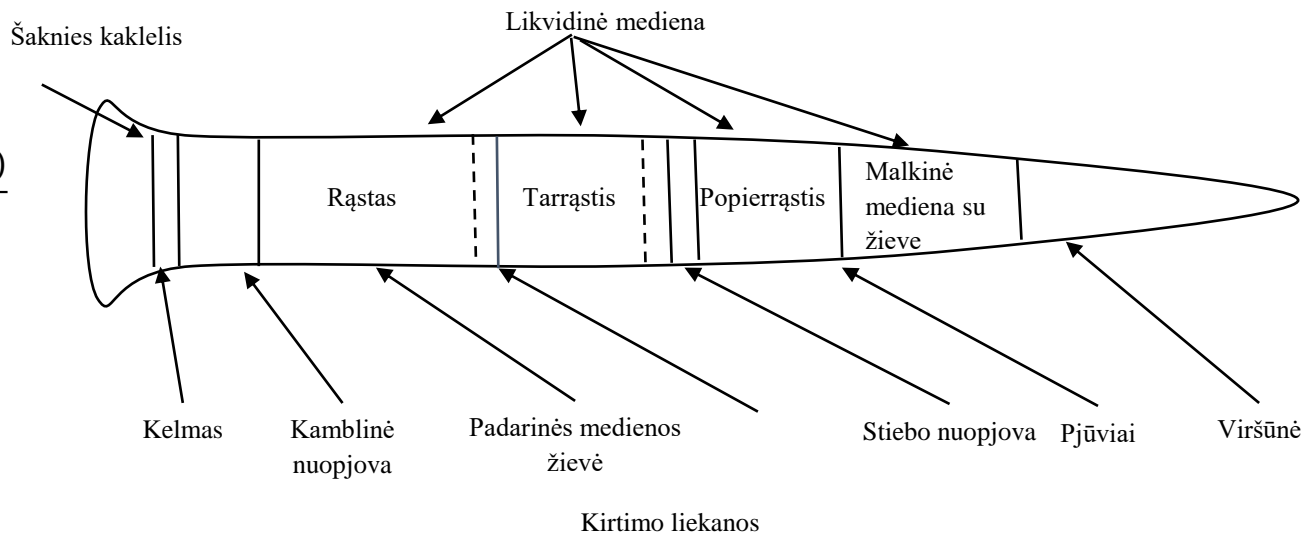 Likvidinė mediena
Šaknies kaklelis
)
Rąstas
Tarrąstis
Popierrąstis
Malkinė
mediena su
žieve
Kelmas
Kamblinė
nuopjova
Padarinės medienos
žievė
Stiebo nuopjova
Pjūviai
Viršūnė
Kirtimo liekanos